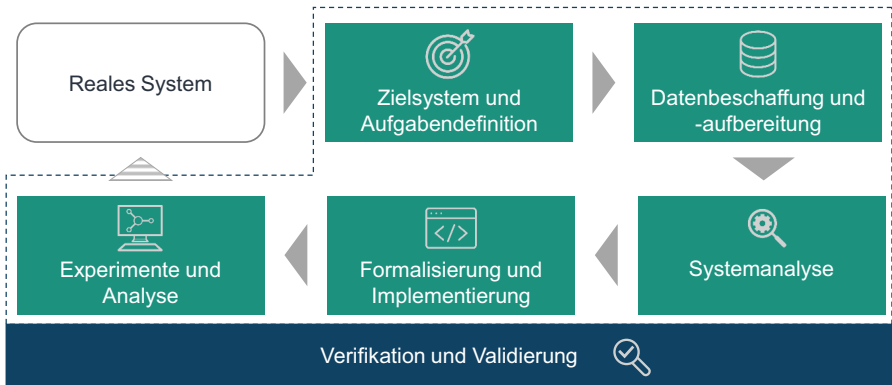 Reales System
Zielsystem und
Aufgabendefinition
Datenbeschaffung und
-aufbereitung
Systemanalyse
</>
Formalisierung und
Implementierung
Experimente und
Analyse
Verifikation und Validierung